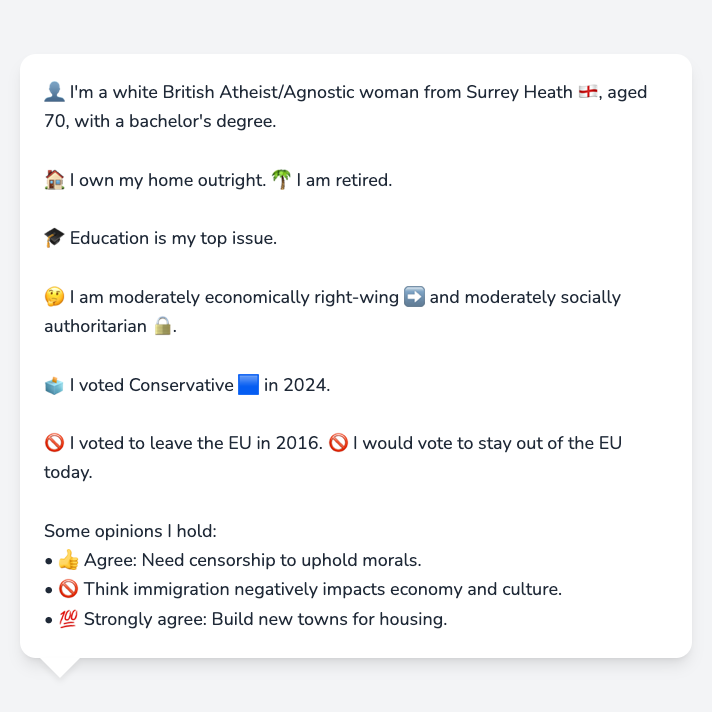 👤 I'm a white British Atheist/Agnostic woman from Surrey Heath 🏴󠁧󠁢󠁥󠁮󠁧󠁿, aged
70, with a bachelor's degree.
🏠 I own my home outright. 🌴 I am retired.
🎓 Education is my top issue.
🤔 I am moderately economically right-wing ➡️ and moderately socially
authoritarian 🔒.
🗳️ I voted Conservative 🟦 in 2024.
🚫 I voted to leave the EU in 2016. 🚫 I would vote to stay out of the EU
today.
Some opinions I hold:
• 👍 Agree: Need censorship to uphold morals.
• 🚫 Think immigration negatively impacts economy and culture.
• 💯 Strongly agree: Build new towns for housing.